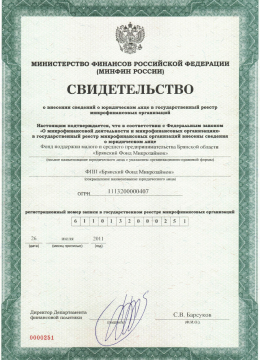 МИНИСТЕРСТВО ФИНАНСОВ РОССИЙСКОЙ ФЕДЕРАЦИИ
(МИНФИН РОССИИ)
СВИДЕТЕЛЬСТВО
о внесении сведений о юридическом лице в государственный реестр
микрофинансовых организаций
Настоящим подтверждается, что в соответствии с Федеральным законом
«О микрофинансовой деятельности и микрофинансовых организациях»
в государственный реестр микрофинансовых организаций внесены сведения
о юридическом лице
Фонд поддержки малого и среднего предпринимательства Брянской области
«Брянский Фонд Микрозаймов»
(полное наименование юридического лица с указанием организационно-правовой формы)
ФПП «Брянский Фонд Микрозаймов»
(сокращенное наименование юридического лица)
ОГРН 1113200000407
регистрационный номер записи в государственном реестре микрофинансовых организаций
6 1 1 0 1 3 2 0 0 0 2 5 1
26 июля 2011
(дата) (месяц прописью) (год)
Директор Департамента
финансовой политики
С.В. Барсуков
(Ф.И.О.)
0000251